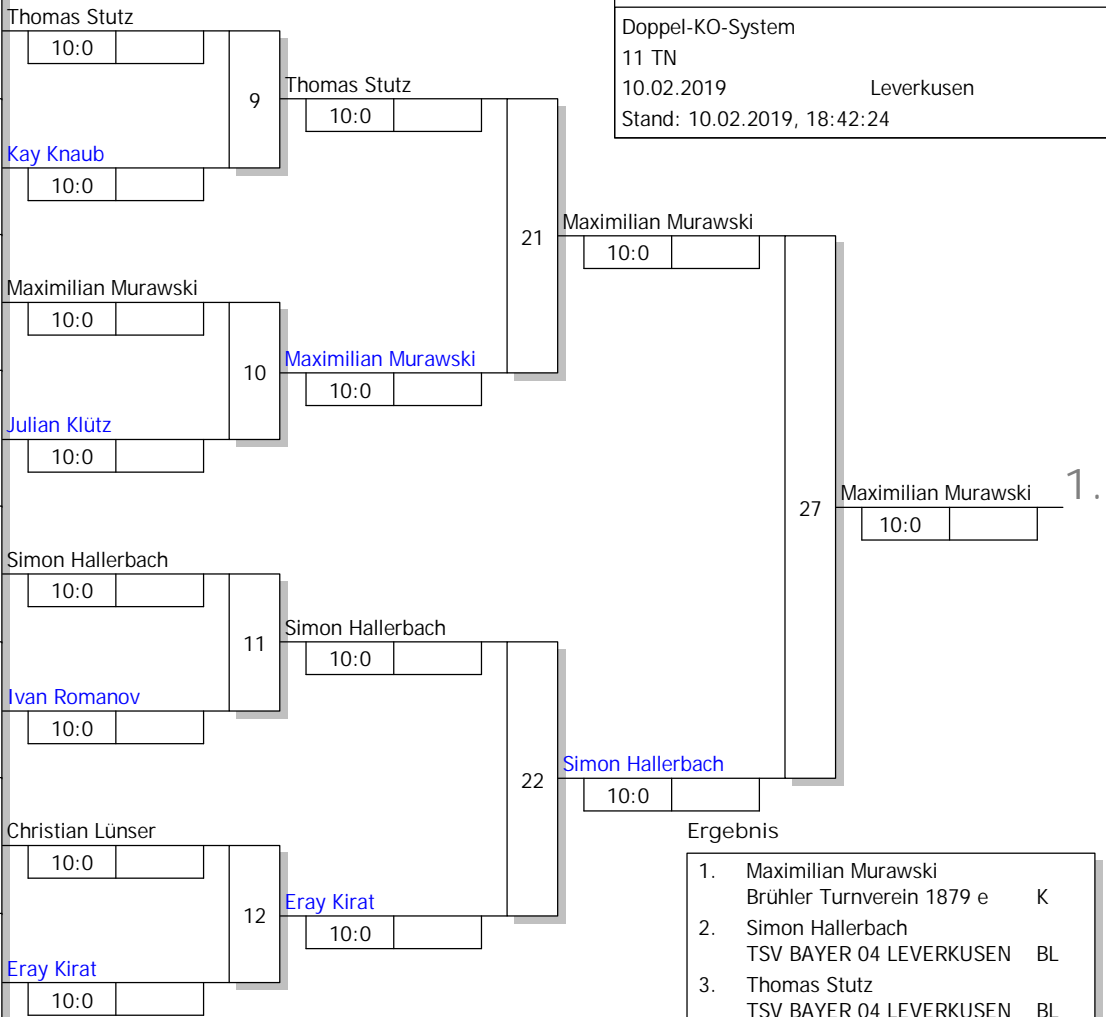 Thomas Stutz
10:0
9
Kay Knaub
10:0
Thomas Stutz
10:0
Maximilian Murawski
10:0
10
Julian Klütz
10:0
Maximilian Murawski
10:0
21
Maximilian Murawski
10:0
Simon Hallerbach
10:0
11
Ivan Romanov
10:0
Simon Hallerbach
10:0
Christian Lünser
10:0
12
Eray Kirat
10:0
Eray Kirat
10:0
22
Simon Hallerbach
10:0
27
Maximilian Murawski 1.
10:0
Doppel-KO-System
11 TN
10.02.2019 Leverkusen
Stand: 10.02.2019, 18:42:24
Ergebnis
1. Maximilian Murawski
Brühler Turnverein 1879 e K
2. Simon Hallerbach
TSV BAYER 04 LEVERKUSEN BL
3. Thomas Stutz
TSV BAYER 04 LEVERKUSEN BL